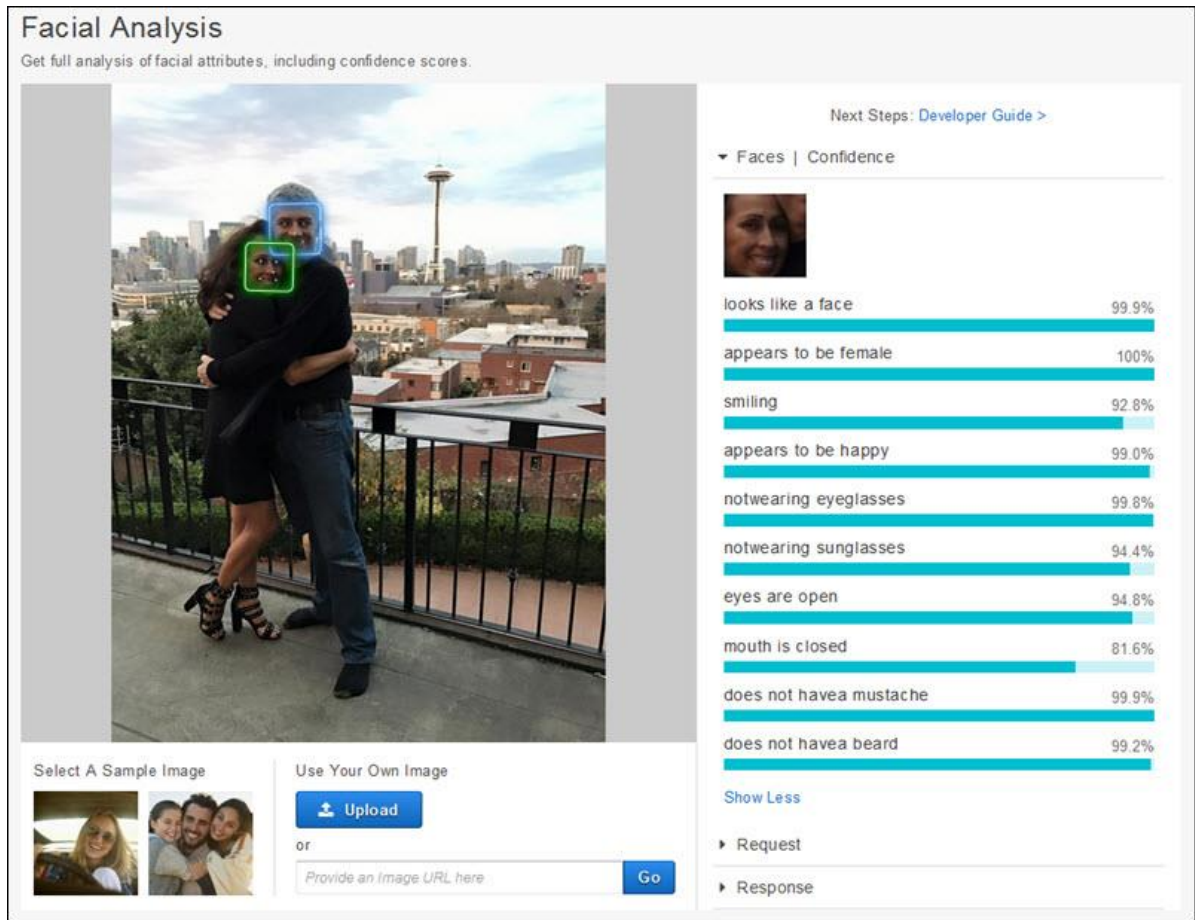 Facial Analysis
Get full analysis of facial attributes, including confidence scores.
Next Steps: Developer Guide >
Faces | Confidence
looks like a face 99.9%
appears to be female 100%
smiling 92.8%
appears to be happy 99.0%
notwearing eyeglasses 99.8%
notwearing sunglasses 94.4%
eyes are open 94.8%
mouth is closed 81.6%
does not havea mustache 99.9%
does not havea beard 99.2%
Show Less
Request
Response
Select A Sample Image
Use Your Own Image
Upload
or
Provide an Image URL here
Go